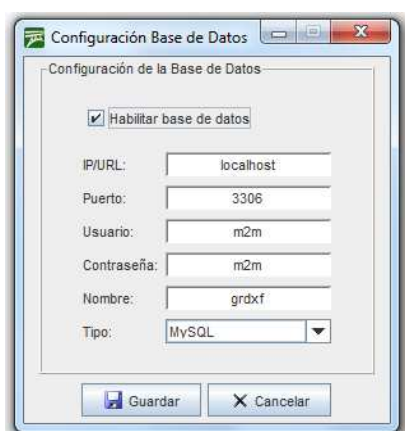 Configuración Base de Datos
Configuración de la Base de Datos
Habilitar base de datos
IP/URL: localhost
Puerto: 3306
Usuario: m2m
Contraseña: m2m
Nombre: grdxf
Tipo: MySQL
Guardar Cancelar